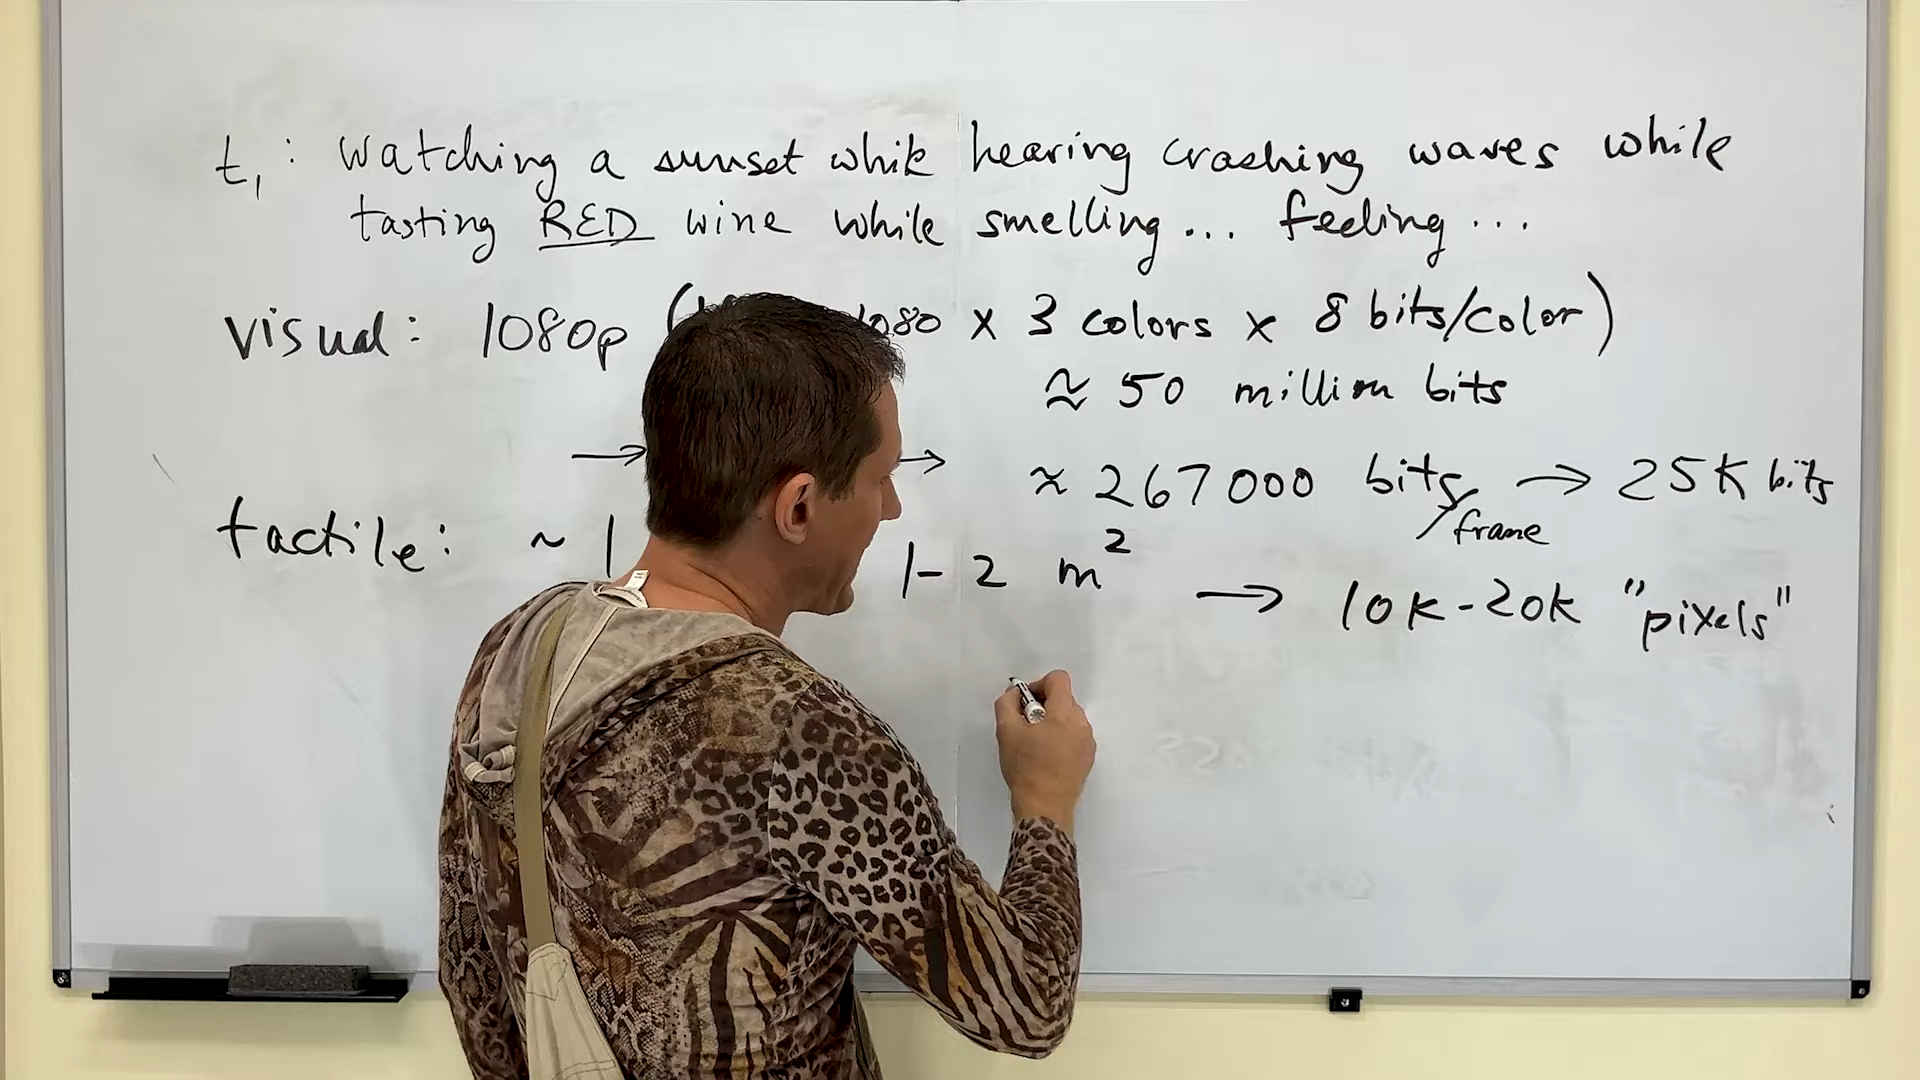 t₁: watching a sunset while hearing crashing waves while
tasting RED wine while smelling... feeling...
visual: 1080p ( 1080 x 3 colors x 8 bits/color)
≈ 50 million bits
→ → ≈ 267000 bits/frame → 25K bits
tactile: ~ 1 1-2 m² → 10K-20K "pixels"